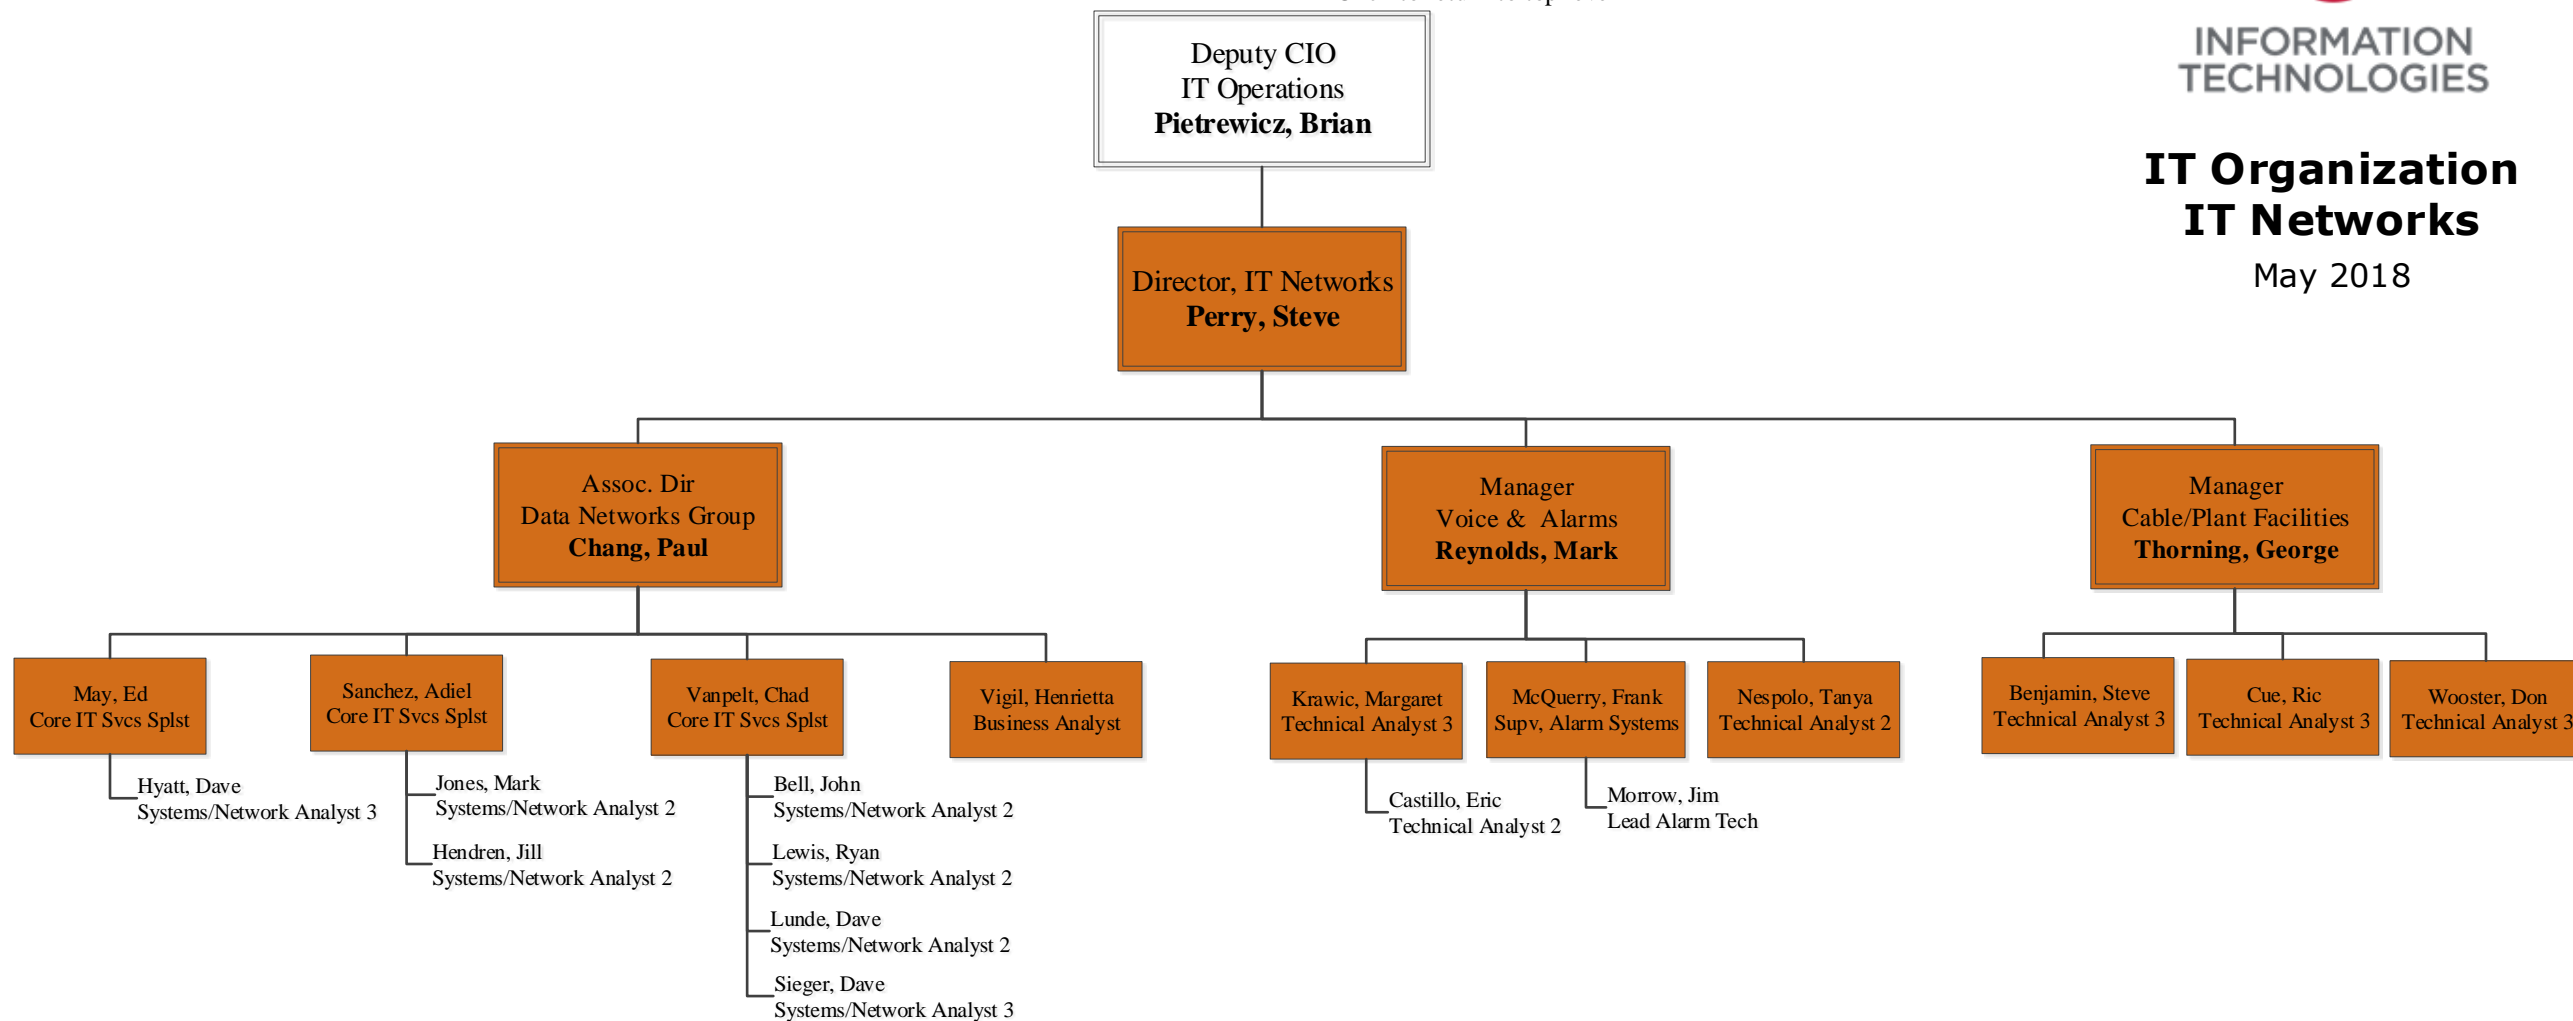 Deputy CIO
IT Operations
Pietrewicz, Brian
INFORMATION
TECHNOLOGIES
IT Organization
IT Networks
May 2018
Director, IT Networks
Perry, Steve
Assoc. Dir
Data Networks Group
Chang, Paul
Manager
Voice & Alarms
Reynolds, Mark
Manager
Cable/Plant Facilities
Thorning, George
May, Ed
Core IT Svcs Splst
Sanchez, Adiel
Core IT Svcs Splst
Vanpelt, Chad
Core IT Svcs Splst
Vigil, Henrietta
Business Analyst
Krawic, Margaret
Technical Analyst 3
McQuerry, Frank
Supv, Alarm Systems
Nespolo, Tanya
Technical Analyst 2
Benjamin, Steve
Technical Analyst 3
Cue, Ric
Technical Analyst 3
Wooster, Don
Technical Analyst 3
Hyatt, Dave
Systems/Network Analyst 3
Jones, Mark
Systems/Network Analyst 2
Hendren, Jill
Systems/Network Analyst 2
Bell, John
Systems/Network Analyst 2
Lewis, Ryan
Systems/Network Analyst 2
Lunde, Dave
Systems/Network Analyst 2
Sieger, Dave
Systems/Network Analyst 3
Castillo, Eric
Technical Analyst 2
Morrow, Jim
Lead Alarm Tech